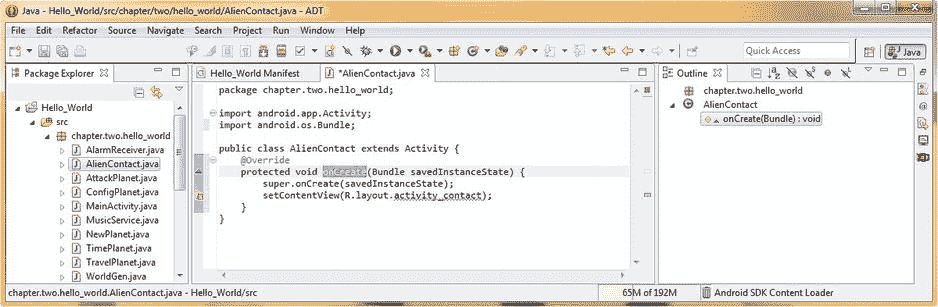 Java - Hello_World/src/chapter/two/hello_world/AlienContact.java - ADT
File Edit Refactor Source Navigate Search Project Run Window Help
Quick Access
Java
Package Explorer
Hello_World
src
chapter.two.hello_world
AlarmReceiver.java
AlienContact.java
AttackPlanet.java
ConfigPlanet.java
MainActivity.java
MusicService.java
NewPlanet.java
TimePlanet.java
TravelPlanet.java
WorldGen.java
Hello_World Manifest
*AlienContact.java
package chapter.two.hello_world;
import android.app.Activity;
import android.os.Bundle;
public class AlienContact extends Activity {
@Override
protected void onCreate(Bundle savedInstanceState) {
super.onCreate(savedInstanceState);
setContentView(R.layout.activity_contact);
}
}
Outline
chapter.two.hello_world
AlienContact
onCreate(Bundle) : void
chapter.two.hello_world.AlienContact.java - Hello_World/src
65M of 192M
Android SDK Content Loader